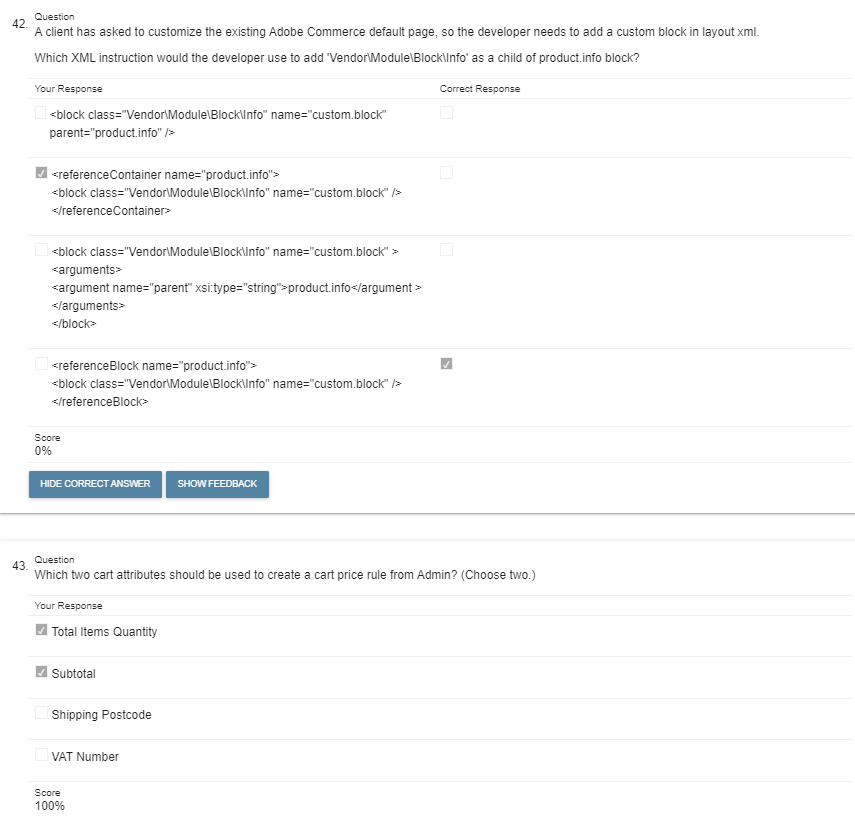 42.
Question
A client has asked to customize the existing Adobe Commerce default page, so the developer needs to add a custom block in layout xml.
Which XML instruction would the developer use to add 'Vendor\Module\Block\Info' as a child of product.info block?
Your Response
Correct Response
<block class="Vendor\Module\Block\Info" name="custom.block"
parent="product.info" />
<referenceContainer name="product.info">
<block class="Vendor\Module\Block\Info" name="custom.block" />
</referenceContainer>
<block class="Vendor\Module\Block\Info" name="custom.block" >
<arguments>
<argument name="parent" xsi:type="string">product.info</argument >
</arguments>
</block>
<referenceBlock name="product.info">
<block class="Vendor\Module\Block\Info" name="custom.block" />
</referenceBlock>
Score
0%
HIDE CORRECT ANSWER
SHOW FEEDBACK
43.
Question
Which two cart attributes should be used to create a cart price rule from Admin? (Choose two.)
Your Response
Total Items Quantity
Subtotal
Shipping Postcode
VAT Number
Score
100%